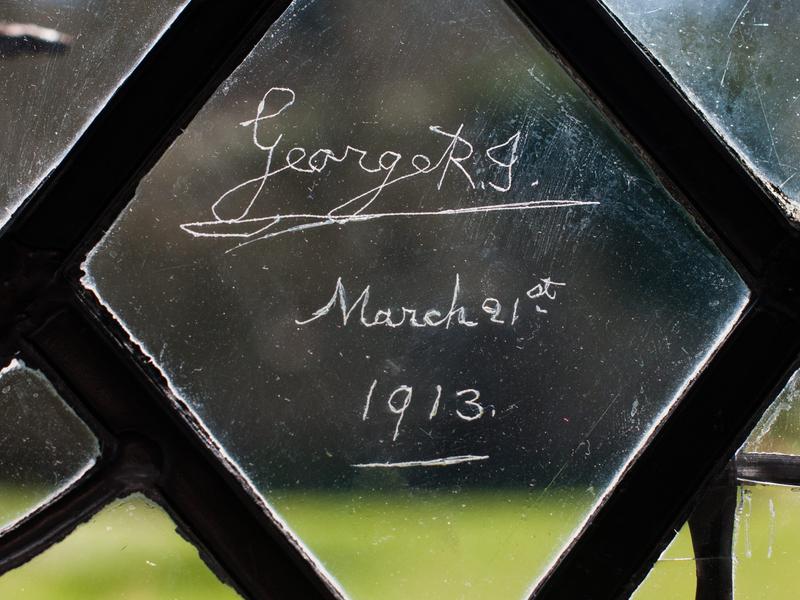 George R.I.
March 21st
1913.